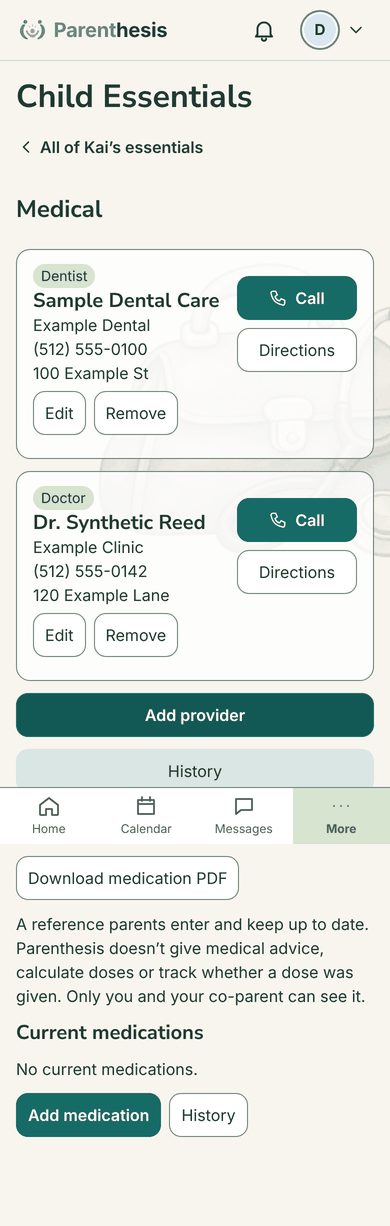 Parenthesis
D
Child Essentials
All of Kai’s essentials
Medical
Dentist
Sample Dental Care
Example Dental
(512) 555-0100
100 Example St
Call
Directions
Edit
Remove
Doctor
Dr. Synthetic Reed
Example Clinic
(512) 555-0142
120 Example Lane
Call
Directions
Edit
Remove
Add provider
History
Home
Calendar
Messages
More
Download medication PDF
A reference parents enter and keep up to date.
Parenthesis doesn’t give medical advice,
calculate doses or track whether a dose was
given. Only you and your co-parent can see it.
Current medications
No current medications.
Add medication
History